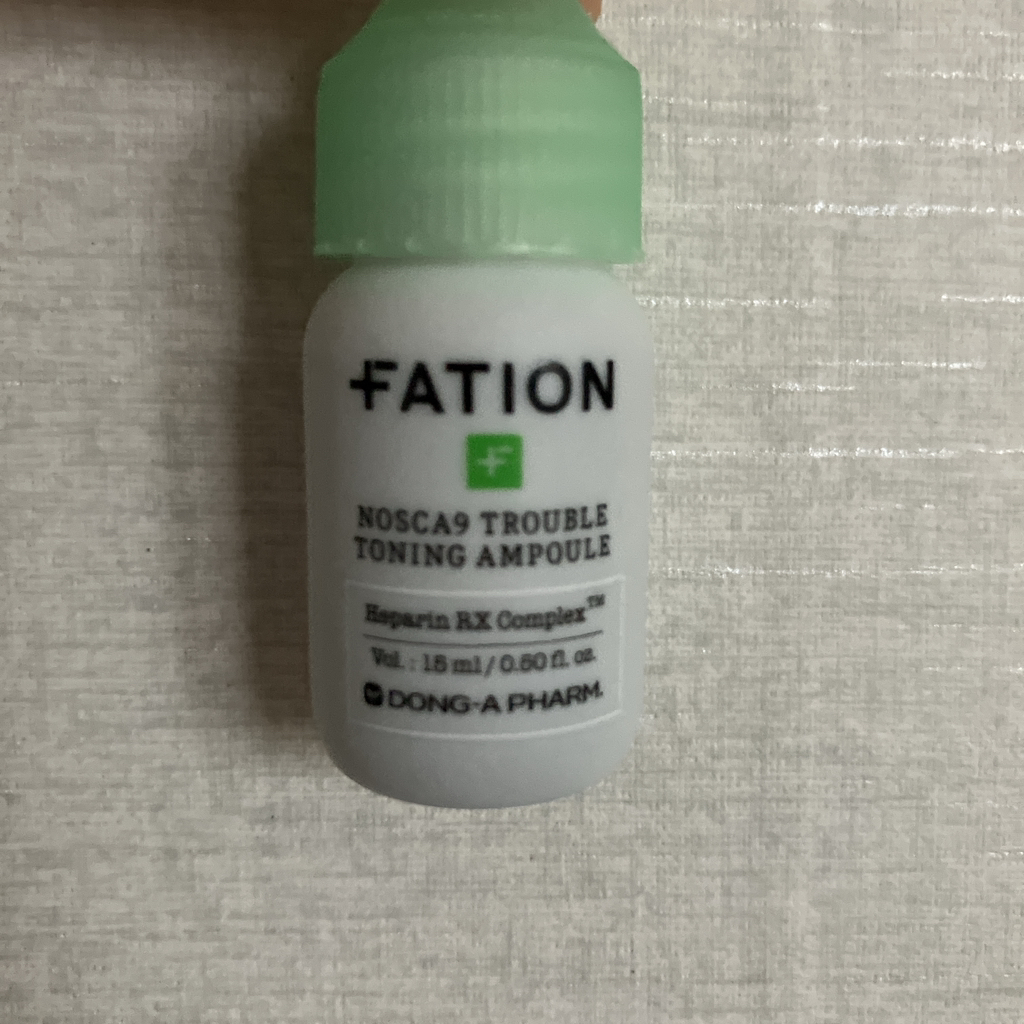 FATION
F
NOSCA9 TROUBLE
TONING AMPOULE
Heparin RX Complex™
Vol. : 15 ml / 0.50 fl. oz.
DONG-A PHARM.